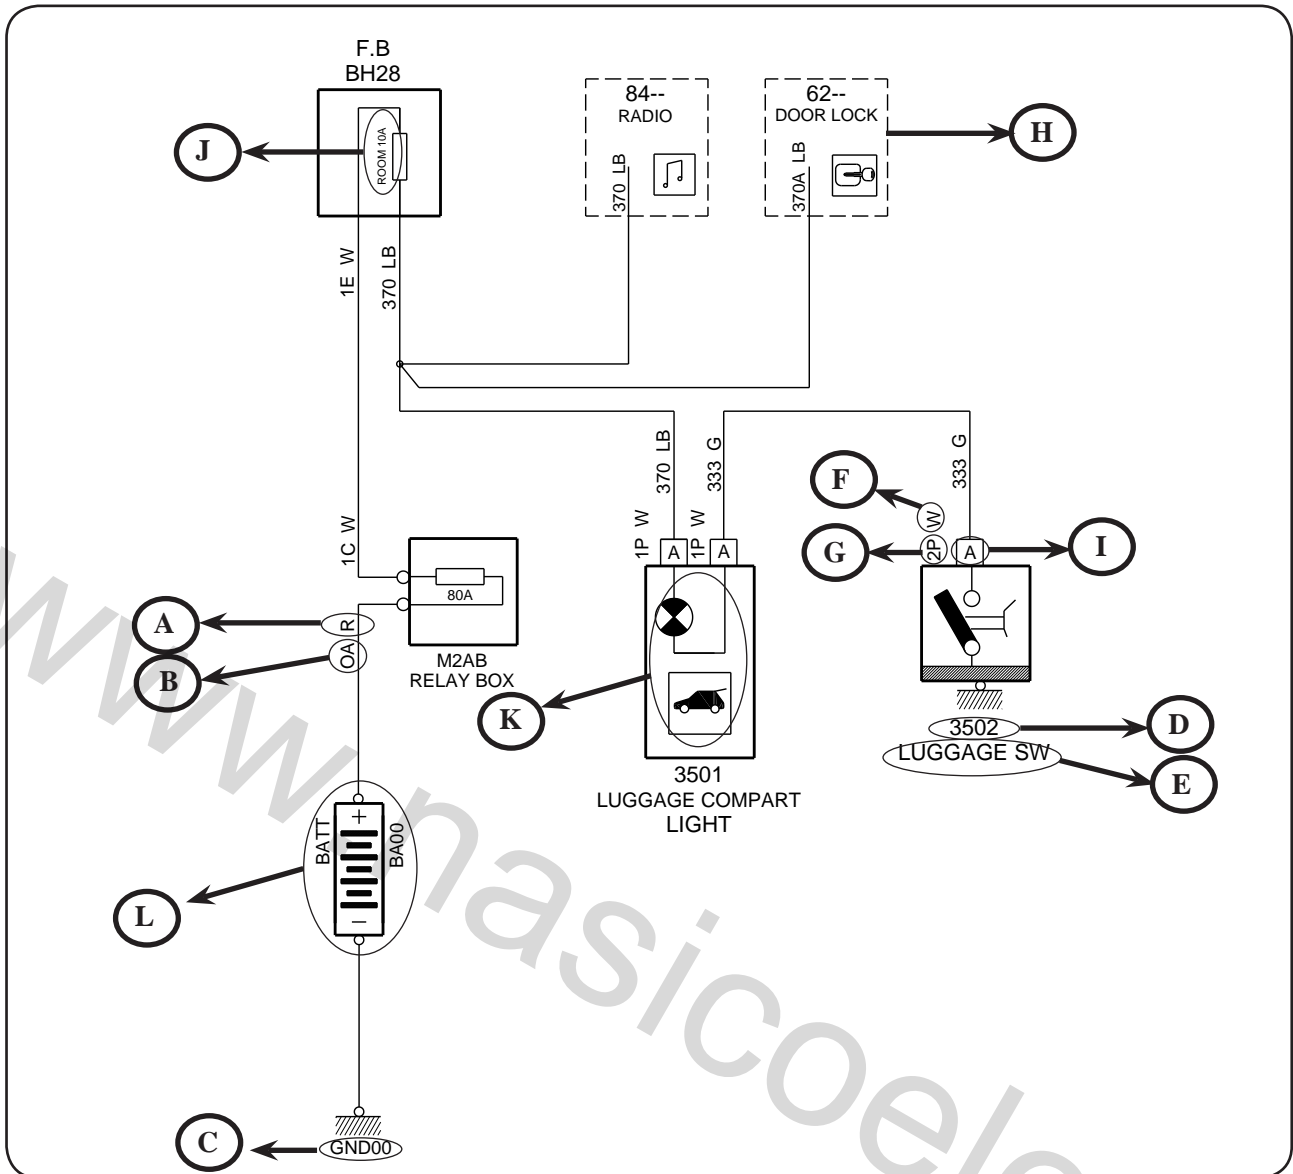 F.B
BH28
84--
RADIO
62--
DOOR LOCK
H
J
ROOM 10A
370 LB
370A LB
1E W
370 LB
370 LB
333 G
333 G
F
W
1C W
1P W
1P W
A
A
G
2P
A
I
80A
A
R
B
OA
M2AB
RELAY BOX
K
3502
D
LUGGAGE SW
E
3501
LUGGAGE COMPART
LIGHT
BATT
+
BA00
–
L
C
GND00
www.nasicoele